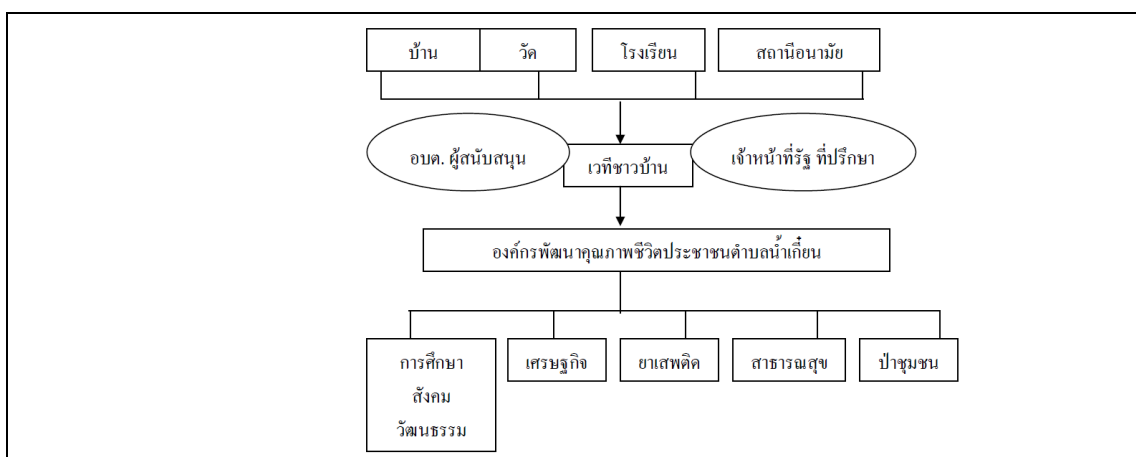 บ้าน วัด โรงเรียน สถานีอนามัย
อบต. ผู้สนับสนุน เวทีชาวบ้าน เจ้าหน้าที่รัฐ ที่ปรึกษา
องค์กรพัฒนาคุณภาพชีวิตประชาชนตำบลน้ำเกี๋ยน
การศึกษา เศรษฐกิจ ยาเสพติด สาธารณสุข ป่าชุมชน
สังคม
วัฒนธรรม